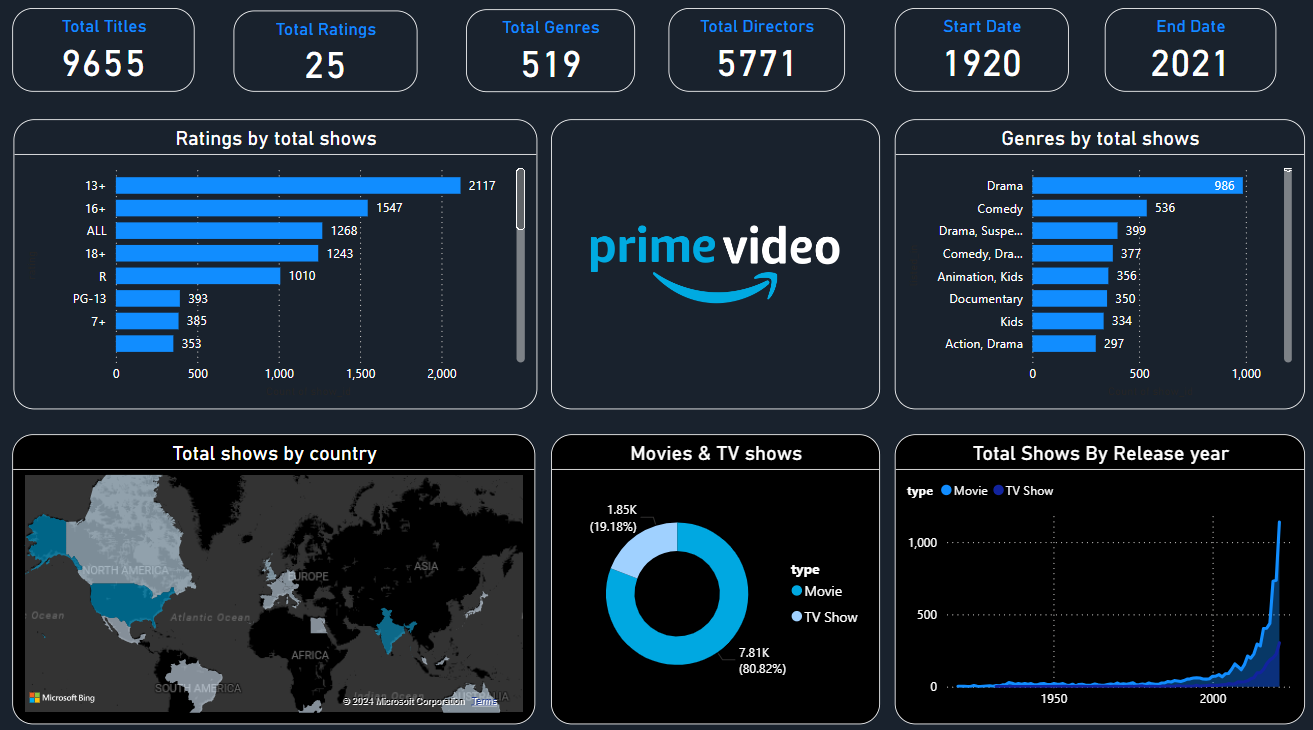 Total Titles
9655
Total Ratings
25
Total Genres
519
Total Directors
5771
Start Date
1920
End Date
2021
Ratings by total shows
13+ 2117
16+ 1547
ALL 1268
18+ 1243
R 1010
PG-13 393
7+ 385
353
0 500 1,000 1,500 2,000
prime video
Genres by total shows
Drama 986
Comedy 536
Drama, Suspe... 399
Comedy, Dra... 377
Animation, Kids 356
Documentary 350
Kids 334
Action, Drama 297
0 500 1,000
Total shows by country
NORTH AMERICA
EUROPE
ASIA
Ocean
Atlantic Ocean
AFRICA
SOUTH AMERICA
Indian Ocean
Microsoft Bing
© 2024 Microsoft Corporation Terms
Movies & TV shows
1.85K
(19.18%)
7.81K
(80.82%)
type
Movie
TV Show
Total Shows By Release year
type Movie TV Show
1,000
500
0
1950 2000